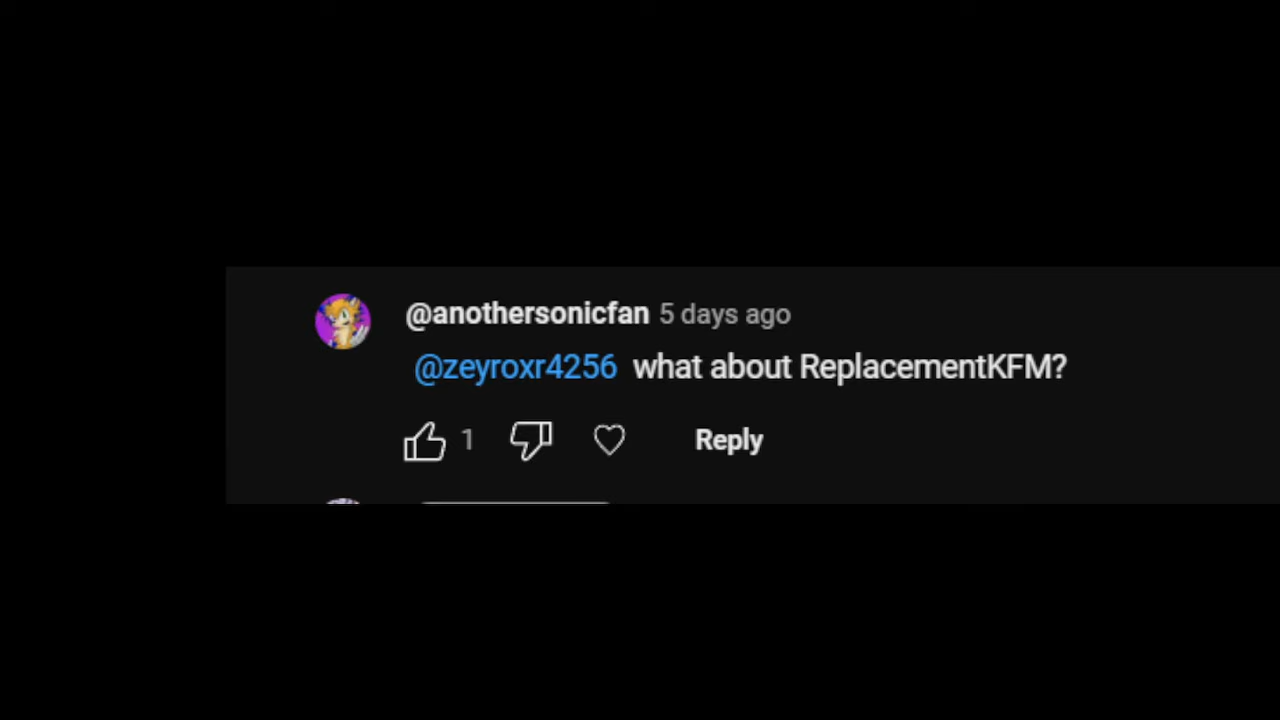 @anothersonicfan 5 days ago
@zeyroxr4256 what about ReplacementKFM?
1 Reply